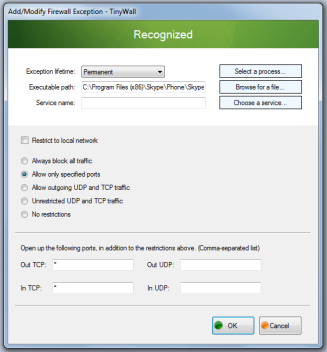 Add/Modify Firewall Exception - TinyWall
Recognized
Exception lifetime: Permanent Select a process...
Executable path: C:\Program Files (x86)\Skype\Phone\Skype Browse for a file...
Service name: Choose a service...
Restrict to local network
Always block all traffic
Allow only specified ports
Allow outgoing UDP and TCP traffic
Unrestricted UDP and TCP traffic
No restrictions
Open up the following ports, in addition to the restrictions above. (Comma-separated list)
Out TCP: * Out UDP:
In TCP: * In UDP:
OK Cancel